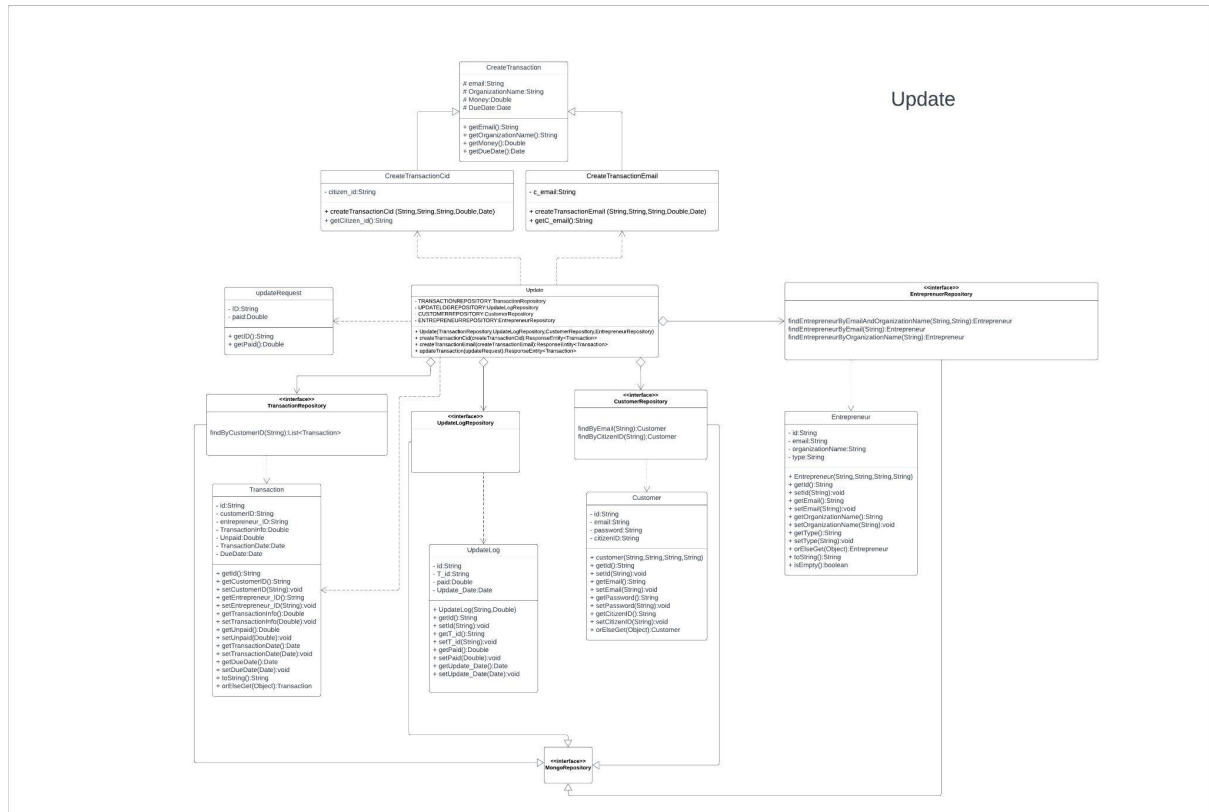 Update
CreateTransaction
# email:String
# OrganizationName:String
# Money:Double
# DueDate:Date
+ getEmail():String
+ getOrganizationName():String
+ getMoney():Double
+ getDueDate():Date
CreateTransactionCid
- citizen_id:String
+ createTransactionCid (String,String,String,Double,Date)
+ getCitizen_id():String
CreateTransactionEmail
- c_email:String
+ createTransactionEmail (String,String,String,Double,Date)
+ getC_email():String
updateRequest
- ID:String
- paid:Double
+ getID():String
+ getPaid():Double
Update
- TRANSACTIONREPOSITORY:TransactionRepository
- UPDATELOGREPOSITORY:UpdateLogRepository
- CUSTOMERREPOSITORY:CustomerRepository
- ENTREPRENEURREPOSITORY:EntrepreneurRepository
+ Update(TransactionRepository,UpdateLogRepository,CustomerRepository,EntrepreneurRepository)
+ createTransactionCid(createTransactionCid):ResponseEntity<Transaction>
+ createTransactionEmail(createTransactionEmail):ResponseEntity<Transaction>
+ updateTransaction(updateRequest):ResponseEntity<Transaction>
<<interface>>
EntreprenuerRepository
findEntrepreneurByEmailAndOrganizationName(String,String):Entrepreneur
findEntrepreneurByEmail(String):Entrepreneur
findEntrepreneurByOrganizationName(String):Entrepreneur
<<interface>>
TransactionRepository
findByCustomerID(String):List<Transaction>
<<interface>>
UpdateLogRepository
<<interface>>
CustomerRepository
findByEmail(String):Customer
findByCitizenID(String):Customer
Entrepreneur
- id:String
- email:String
- organizationName:String
- type:String
+ Entrepreneur(String,String,String,String)
+ getId():String
+ setId(String):void
+ getEmail():String
+ setEmail(String):void
+ getOrganizationName():String
+ setOrganizationName(String):void
+ getType():String
+ setType(String):void
+ orElseGet(Object):Entrepreneur
+ toString():String
+ isEmpty():boolean
Transaction
- id:String
- customerID:String
- entrepreneur_ID:String
- TransactionInfo:Double
- Unpaid:Double
- TransactionDate:Date
- DueDate:Date
+ getId():String
+ getCustomerID():String
+ setCustomerID(String):void
+ getEntrepreneur_ID():String
+ setEntrepreneur_ID(String):void
+ getTransactionInfo():Double
+ setTransactionInfo(Double):void
+ getUnpaid():Double
+ setUnpaid(Double):void
+ getTransactionDate():Date
+ setTransactionDate(Date):void
+ getDueDate():Date
+ setDueDate(Date):void
+ toString():String
+ orElseGet(Object):Transaction
UpdateLog
- id:String
- T_id:String
- paid:Double
- Update_Date:Date
+ UpdateLog(String,Double)
+ getId():String
+ setId(String):void
+ getT_id():String
+ setT_id(String):void
+ getPaid():Double
+ setPaid(Double):void
+ getUpdate_Date():Date
+ setUpdate_Date(Date):void
Customer
- id:String
- email:String
- password:String
- citizenID:String
+ customer(String,String,String,String)
+ getId():String
+ setId(String):void
+ getEmail():String
+ setEmail(String):void
+ getPassword():String
+ setPassword(String):void
+ getCitizenID():String
+ setCitizenID(String):void
+ orElseGet(Object):Customer
<<interface>>
MongoRepository